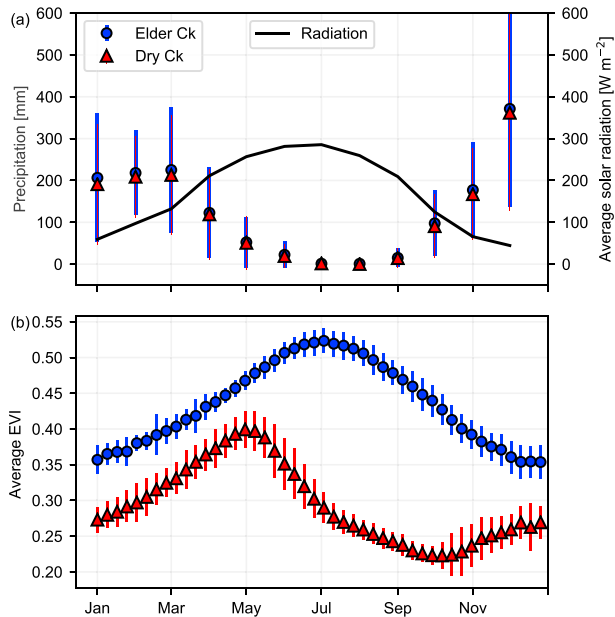 (a)
Elder Ck
Dry Ck
Radiation
Precipitation [mm]
600
500
400
300
200
100
0
600
500
400
300
200
100
0
Average solar radiation [W m−2]
(b)
Average EVI
0.55
0.50
0.45
0.40
0.35
0.30
0.25
0.20
Jan Mar May Jul Sep Nov